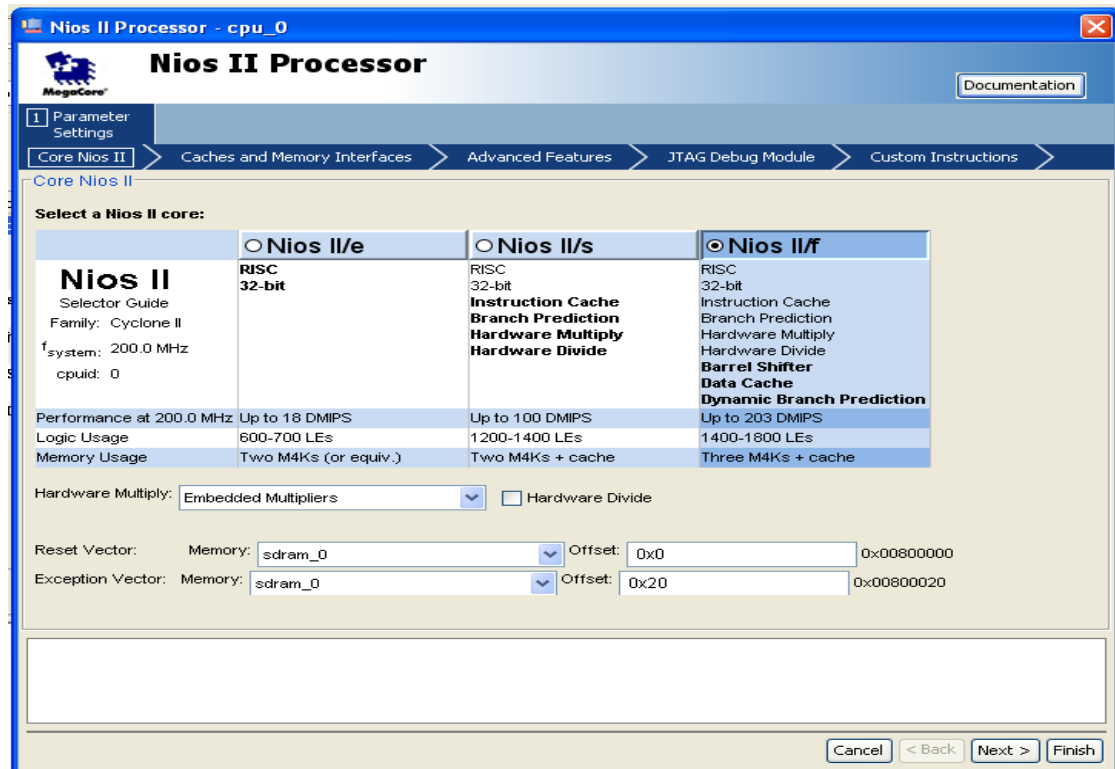 Nios II Processor - cpu_0
MegaCore®
Nios II Processor
Documentation
1 Parameter
Settings
Core Nios II Caches and Memory Interfaces Advanced Features JTAG Debug Module Custom Instructions
Core Nios II
Select a Nios II core:
Nios II/e Nios II/s Nios II/f
Nios II
Selector Guide
Family: Cyclone II
fsystem: 200.0 MHz
cpuid: 0
RISC
32-bit
RISC
32-bit
Instruction Cache
Branch Prediction
Hardware Multiply
Hardware Divide
RISC
32-bit
Instruction Cache
Branch Prediction
Hardware Multiply
Hardware Divide
Barrel Shifter
Data Cache
Dynamic Branch Prediction
Performance at 200.0 MHz Up to 18 DMIPS Up to 100 DMIPS Up to 203 DMIPS
Logic Usage 600-700 LEs 1200-1400 LEs 1400-1800 LEs
Memory Usage Two M4Ks (or equiv.) Two M4Ks + cache Three M4Ks + cache
Hardware Multiply: Embedded Multipliers Hardware Divide
Reset Vector: Memory: sdram_0 Offset: 0x0 0x00800000
Exception Vector: Memory: sdram_0 Offset: 0x20 0x00800020
Cancel < Back Next > Finish